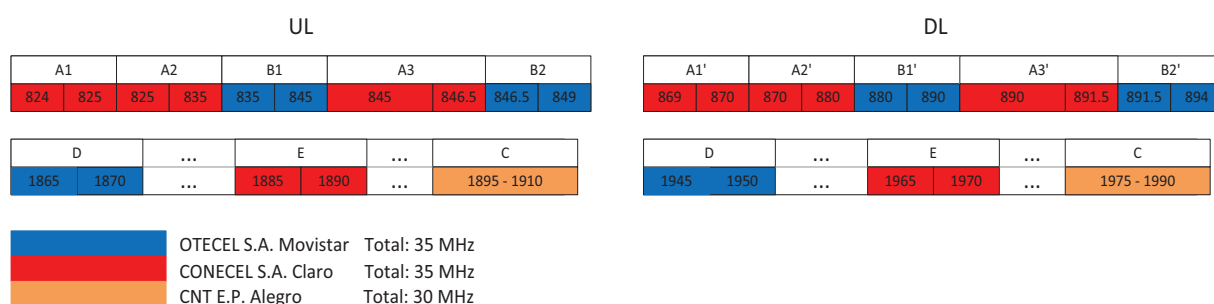 UL DL
A1 A2 B1 A3 B2 A1' A2' B1' A3' B2'
824 825 825 835 835 845 845 846.5 846.5 849 869 870 870 880 880 890 890 891.5 891.5 894
D ... E ... C D ... E ... C
1865 1870 ... 1885 1890 ... 1895 - 1910 1945 1950 ... 1965 1970 ... 1975 - 1990
OTECEL S.A. Movistar Total: 35 MHz
CONECEL S.A. Claro Total: 35 MHz
CNT E.P. Alegro Total: 30 MHz